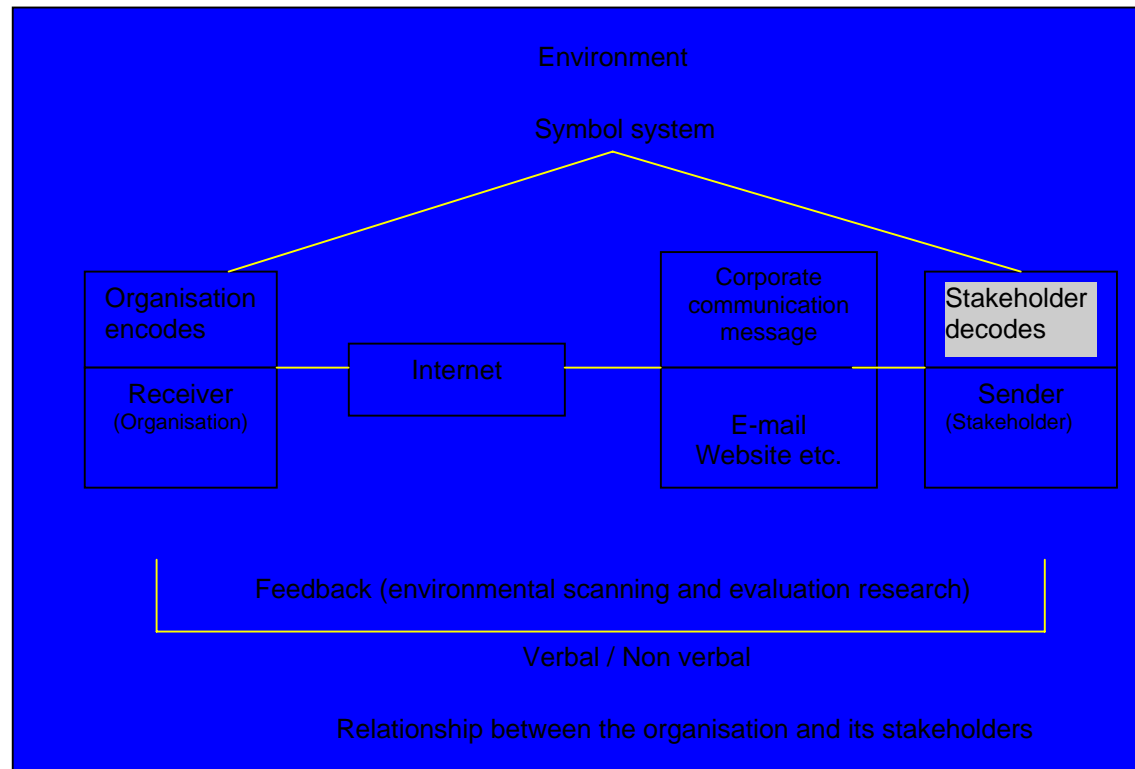 Environment
Symbol system
Organisation
encodes
Receiver
(Organisation)
Internet
Corporate
communication
message
E-mail
Website etc.
Stakeholder
decodes
Sender
(Stakeholder)
Feedback (environmental scanning and evaluation research)
Verbal / Non verbal
Relationship between the organisation and its stakeholders